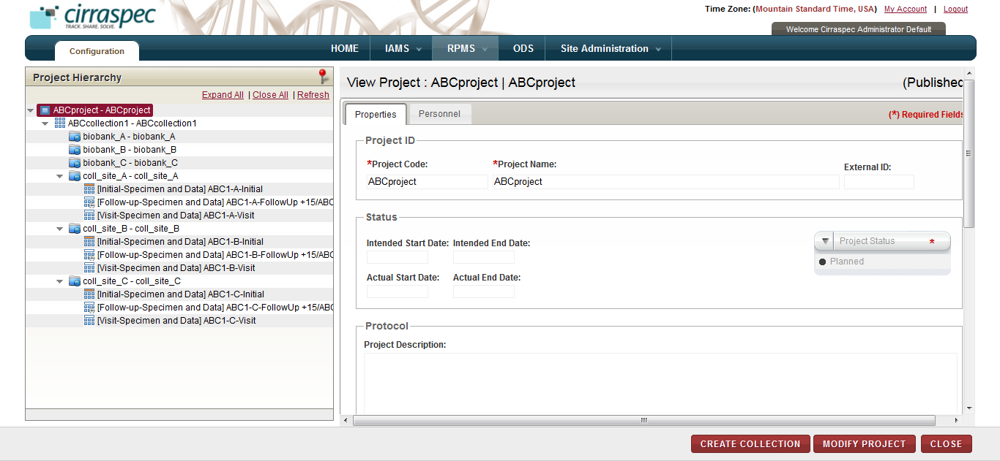 cirraspec
TRACK. SHARE. SOLVE.
Time Zone: (Mountain Standard Time, USA) My Account | Logout
Welcome Cirraspec Administrator Default
Configuration
HOME IAMS RPMS ODS Site Administration
Project Hierarchy
Expand All | Close All | Refresh
ABCproject - ABCproject
ABCcollection1 - ABCcollection1
biobank_A - biobank_A
biobank_B - biobank_B
biobank_C - biobank_C
coll_site_A - coll_site_A
[Initial-Specimen and Data] ABC1-A-Initial
[Follow-up-Specimen and Data] ABC1-A-FollowUp +15/ABC
[Visit-Specimen and Data] ABC1-A-Visit
coll_site_B - coll_site_B
[Initial-Specimen and Data] ABC1-B-Initial
[Follow-up-Specimen and Data] ABC1-B-FollowUp +15/ABC
[Visit-Specimen and Data] ABC1-B-Visit
coll_site_C - coll_site_C
[Initial-Specimen and Data] ABC1-C-Initial
[Follow-up-Specimen and Data] ABC1-C-FollowUp +15/ABC
[Visit-Specimen and Data] ABC1-C-Visit
View Project : ABCproject | ABCproject (Published
Properties Personnel
(*) Required Fields
Project ID
*Project Code: *Project Name: External ID:
ABCproject ABCproject
Status
Intended Start Date: Intended End Date:
Project Status *
Planned
Actual Start Date: Actual End Date:
Protocol
Project Description:
CREATE COLLECTION MODIFY PROJECT CLOSE